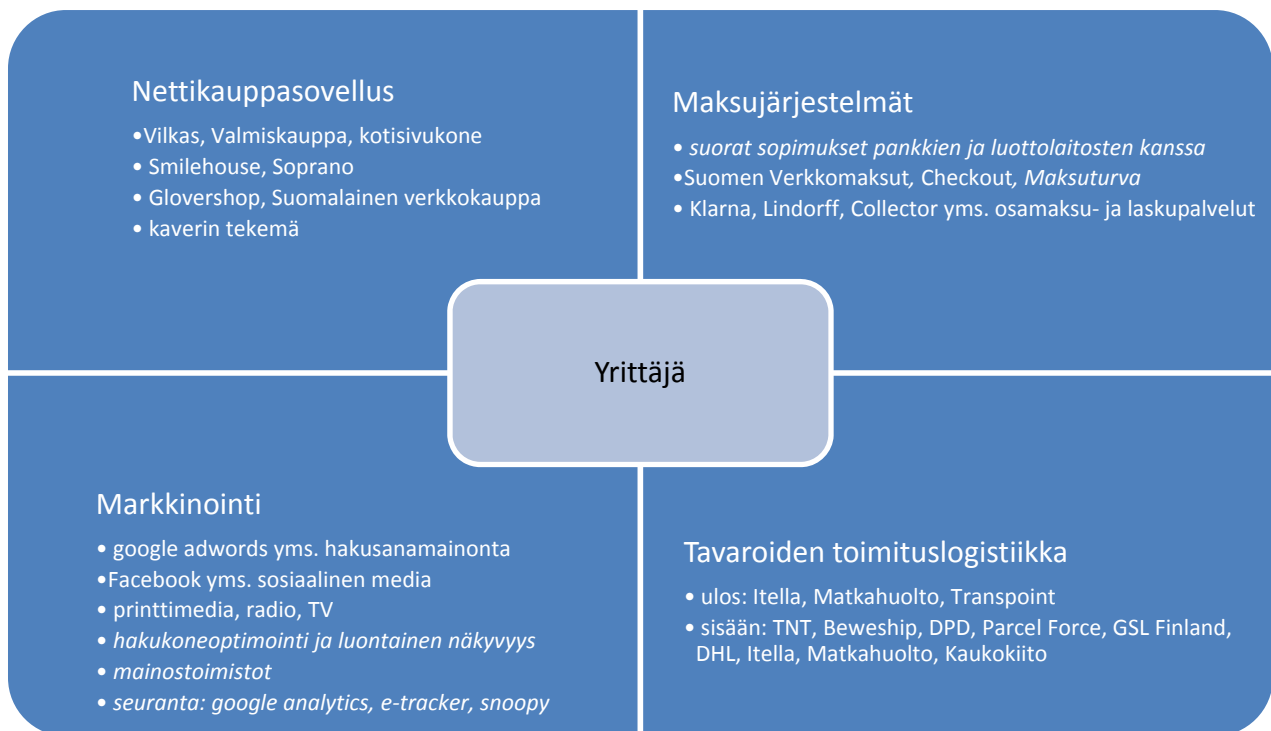 Nettikauppasovellus
•Vilkas, Valmiskauppa, kotisivukone
• Smilehouse, Soprano
• Glovershop, Suomalainen verkkokauppa
• kaverin tekemä
Maksujärjestelmät
• suorat sopimukset pankkien ja luottolaitosten kanssa
•Suomen Verkkomaksut, Checkout, Maksuturva
• Klarna, Lindorff, Collector yms. osamaksu- ja laskupalvelut
Yrittäjä
Markkinointi
• google adwords yms. hakusanamainonta
•Facebook yms. sosiaalinen media
• printtimedia, radio, TV
• hakukoneoptimointi ja luontainen näkyvyys
• mainostoimistot
• seuranta: google analytics, e-tracker, snoopy
Tavaroiden toimituslogistiikka
• ulos: Itella, Matkahuolto, Transpoint
• sisään: TNT, Beweship, DPD, Parcel Force, GSL Finland,
DHL, Itella, Matkahuolto, Kaukokiito